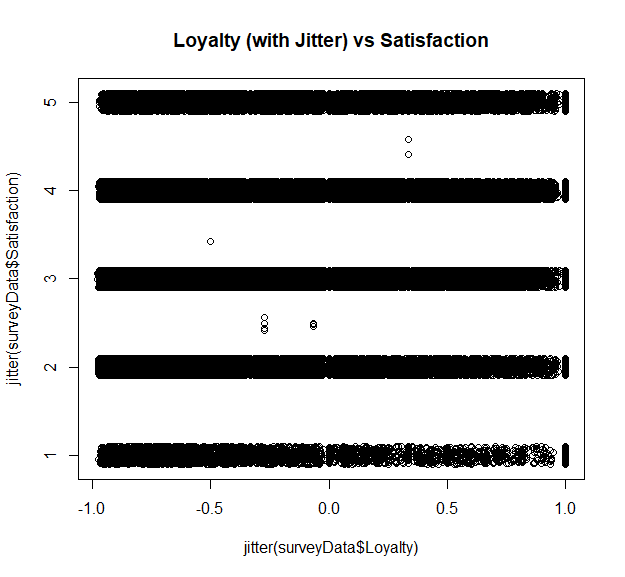 Loyalty (with Jitter) vs Satisfaction
jitter(surveyData$Satisfaction)
5
4
3
2
1
-1.0 -0.5 0.0 0.5 1.0
jitter(surveyData$Loyalty)